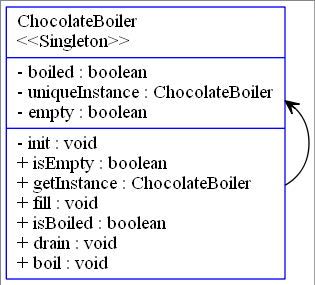 ChocolateBoiler
<<Singleton>>
- boiled : boolean
- uniqueInstance : ChocolateBoiler
- empty : boolean
- init : void
+ isEmpty : boolean
+ getInstance : ChocolateBoiler
+ fill : void
+ isBoiled : boolean
+ drain : void
+ boil : void